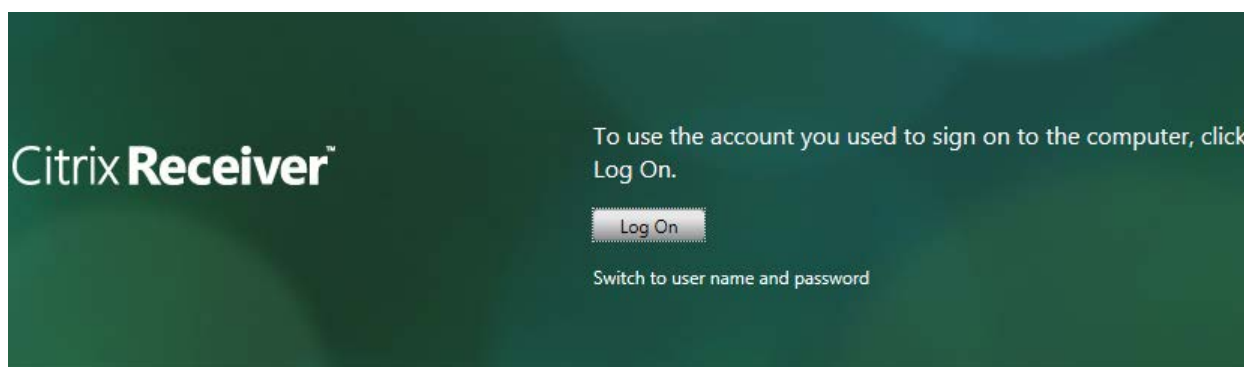 Citrix Receiver™
To use the account you used to sign on to the computer, click
Log On.
Log On
Switch to user name and password